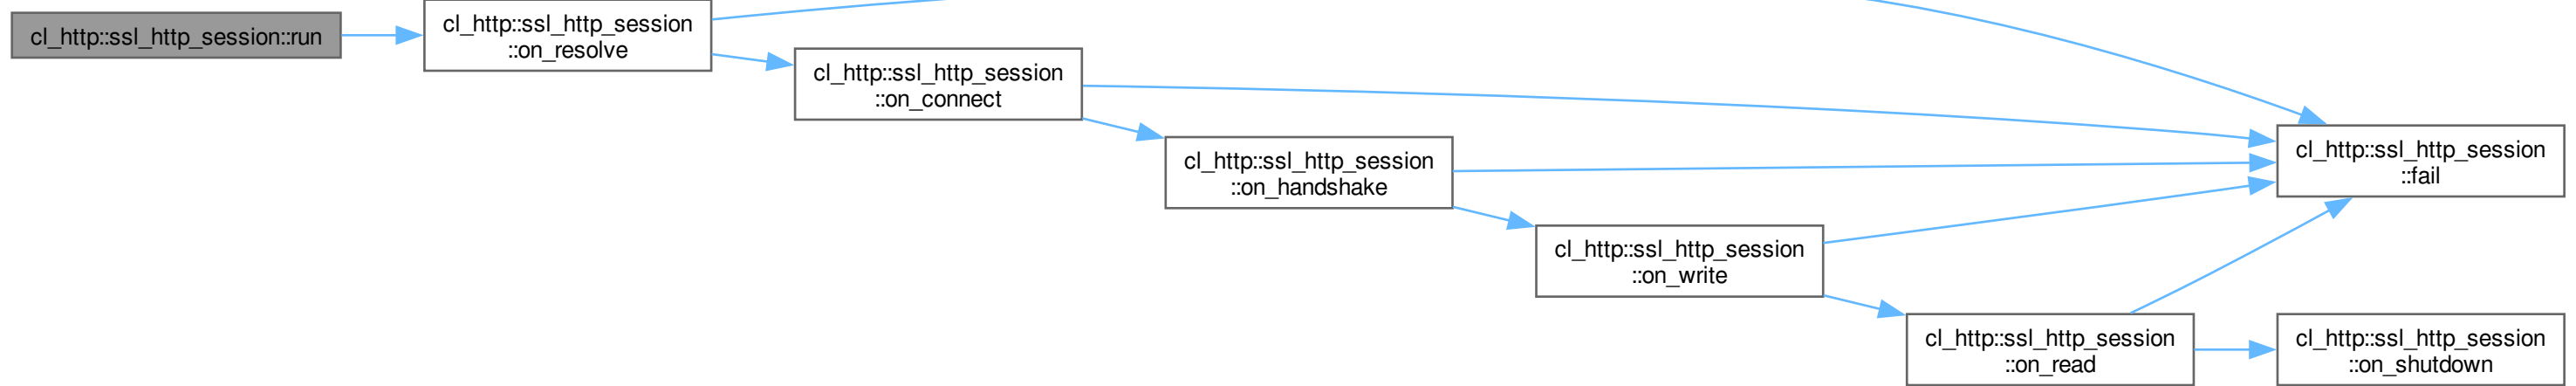 cl_http::ssl_http_session::run
cl_http::ssl_http_session
::on_resolve
cl_http::ssl_http_session
::on_connect
cl_http::ssl_http_session
::on_handshake
cl_http::ssl_http_session
::on_write
cl_http::ssl_http_session
::on_read
cl_http::ssl_http_session
::fail
cl_http::ssl_http_session
::on_shutdown